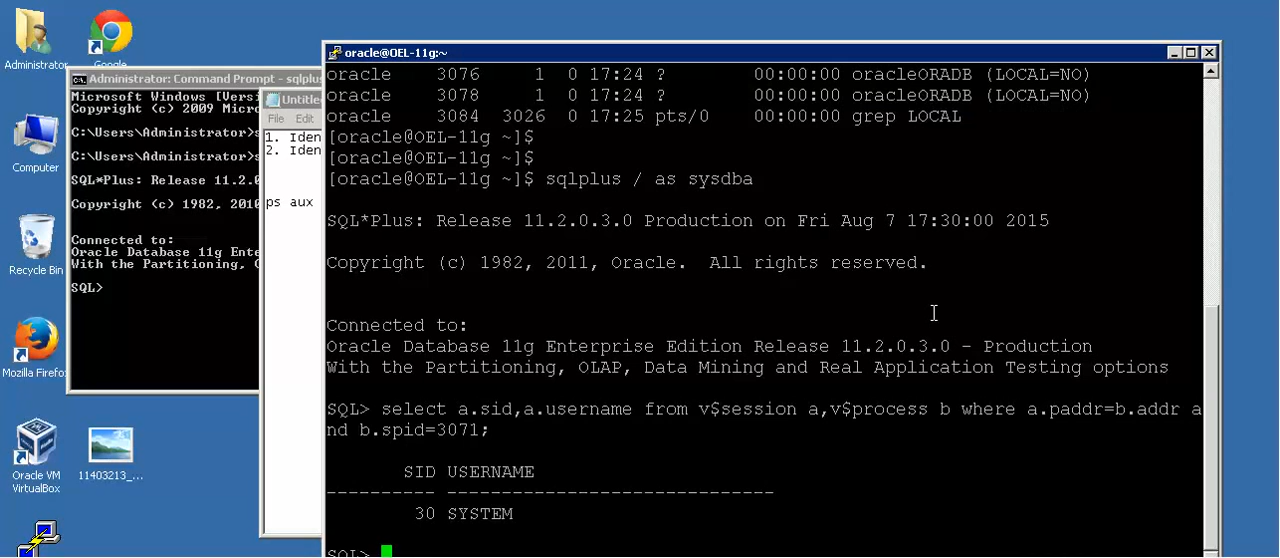 Administrator
Google
Computer
Recycle Bin
Mozilla Firefo
Oracle VM
VirtualBox
11403213_...
Administrator: Command Prompt - sqlplus
Microsoft Windows [Vers
Copyright (c) 2009 Micro
C:\Users\Administrator>s
C:\Users\Administrator>s
SQL*Plus: Release 11.2.0
Copyright (c) 1982, 2010
Connected to:
Oracle Database 11g Ente
With the Partitioning, O
SQL>
Untitle
File Edit
1. Iden
2. Iden
ps aux
oracle@OEL-11g:~
oracle 3076 1 0 17:24 ? 00:00:00 oracleORADB (LOCAL=NO)
oracle 3078 1 0 17:24 ? 00:00:00 oracleORADB (LOCAL=NO)
oracle 3084 3026 0 17:25 pts/0 00:00:00 grep LOCAL
[oracle@OEL-11g ~]$
[oracle@OEL-11g ~]$
[oracle@OEL-11g ~]$ sqlplus / as sysdba
SQL*Plus: Release 11.2.0.3.0 Production on Fri Aug 7 17:30:00 2015
Copyright (c) 1982, 2011, Oracle. All rights reserved.
Connected to:
Oracle Database 11g Enterprise Edition Release 11.2.0.3.0 - Production
With the Partitioning, OLAP, Data Mining and Real Application Testing options
SQL> select a.sid,a.username from v$session a,v$process b where a.paddr=b.addr a
nd b.spid=3071;
SID USERNAME
---------- ------------------------------
30 SYSTEM
SQL>